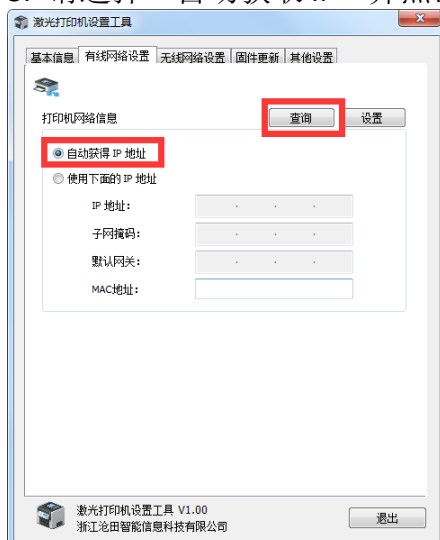 激光打印机设置工具
基本信息 有线网络设置 无线网络设置 固件更新 其他设置
打印机网络信息 查询 设置
自动获得 IP 地址
使用下面的 IP 地址
IP 地址：
子网掩码：
默认网关：
MAC地址：
激光打印机设置工具 V1.00
浙江沧田智能信息科技有限公司 退出